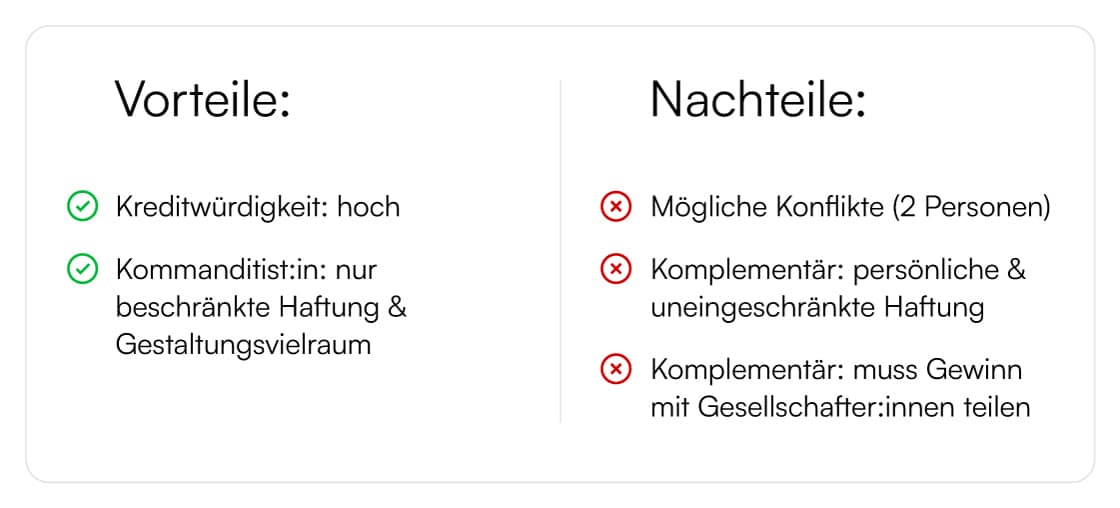 Vorteile:
Kreditwürdigkeit: hoch
Kommanditist:in: nur
beschränkte Haftung &
Gestaltungsvielraum
Nachteile:
Mögliche Konflikte (2 Personen)
Komplementär: persönliche &
uneingeschränkte Haftung
Komplementär: muss Gewinn
mit Gesellschafter:innen teilen